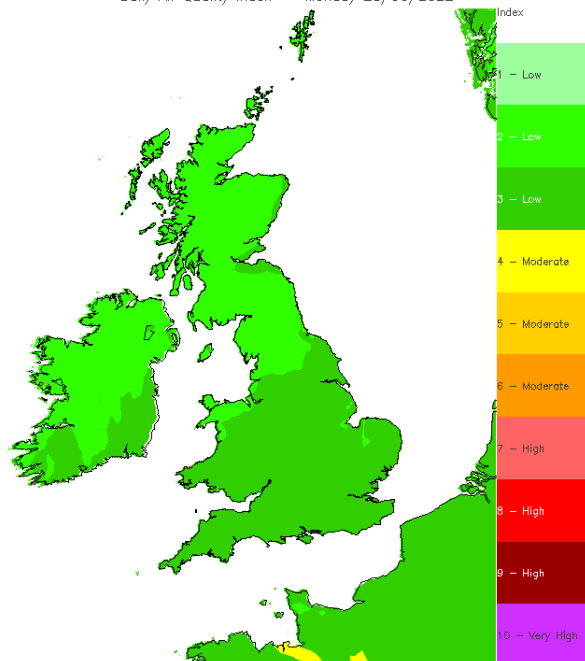 Index
1 - Low
2 - Low
3 - Low
4 - Moderate
5 - Moderate
6 - Moderate
7 - High
8 - High
9 - High
10 - Very High